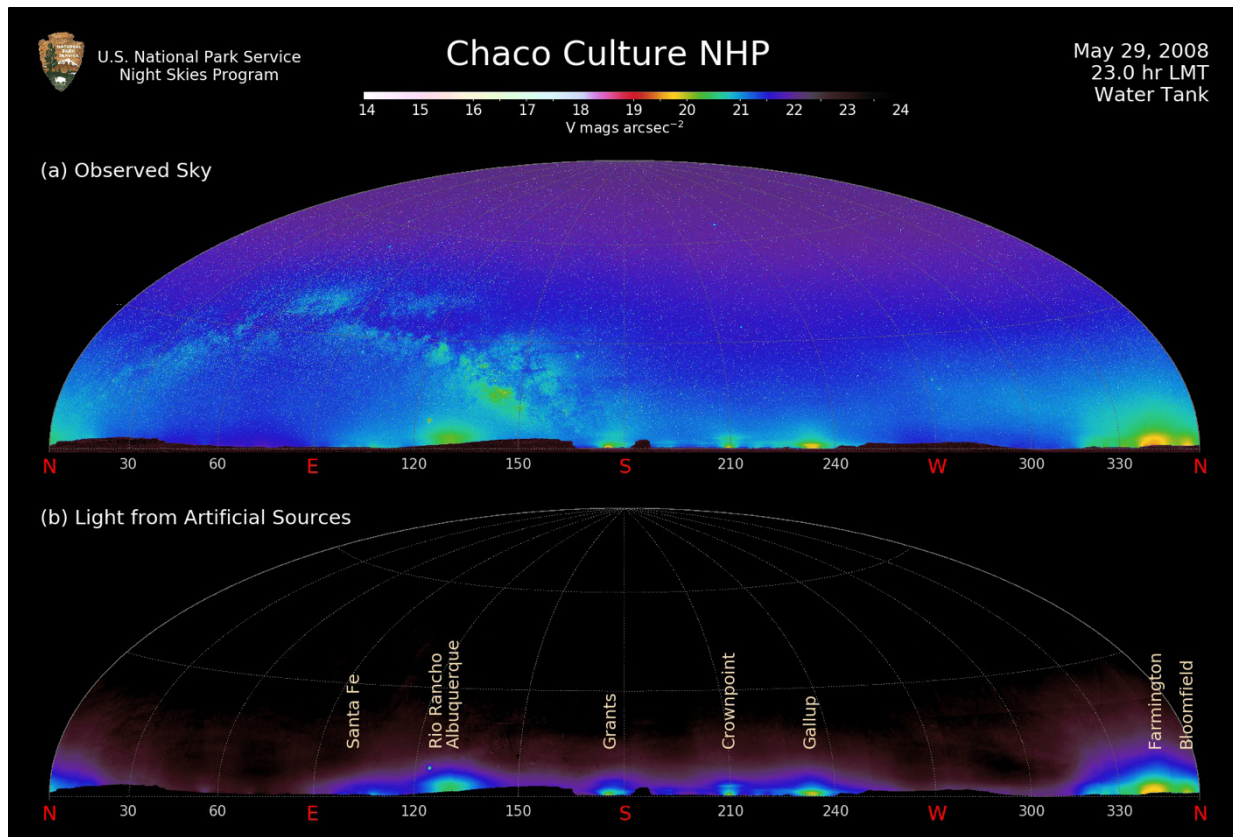 NATIONAL
PARK
SERVICE
U.S. National Park Service
Night Skies Program
Chaco Culture NHP
May 29, 2008
23.0 hr LMT
Water Tank
14 15 16 17 18 19 20 21 22 23 24
V mags arcsec⁻²
(a) Observed Sky
N 30 60 E 120 150 S 210 240 W 300 330 N
(b) Light from Artificial Sources
Santa Fe
Rio Rancho
Albuquerque
Grants
Crownpoint
Gallup
Farmington
Bloomfield
N 30 60 E 120 150 S 210 240 W 300 330 N